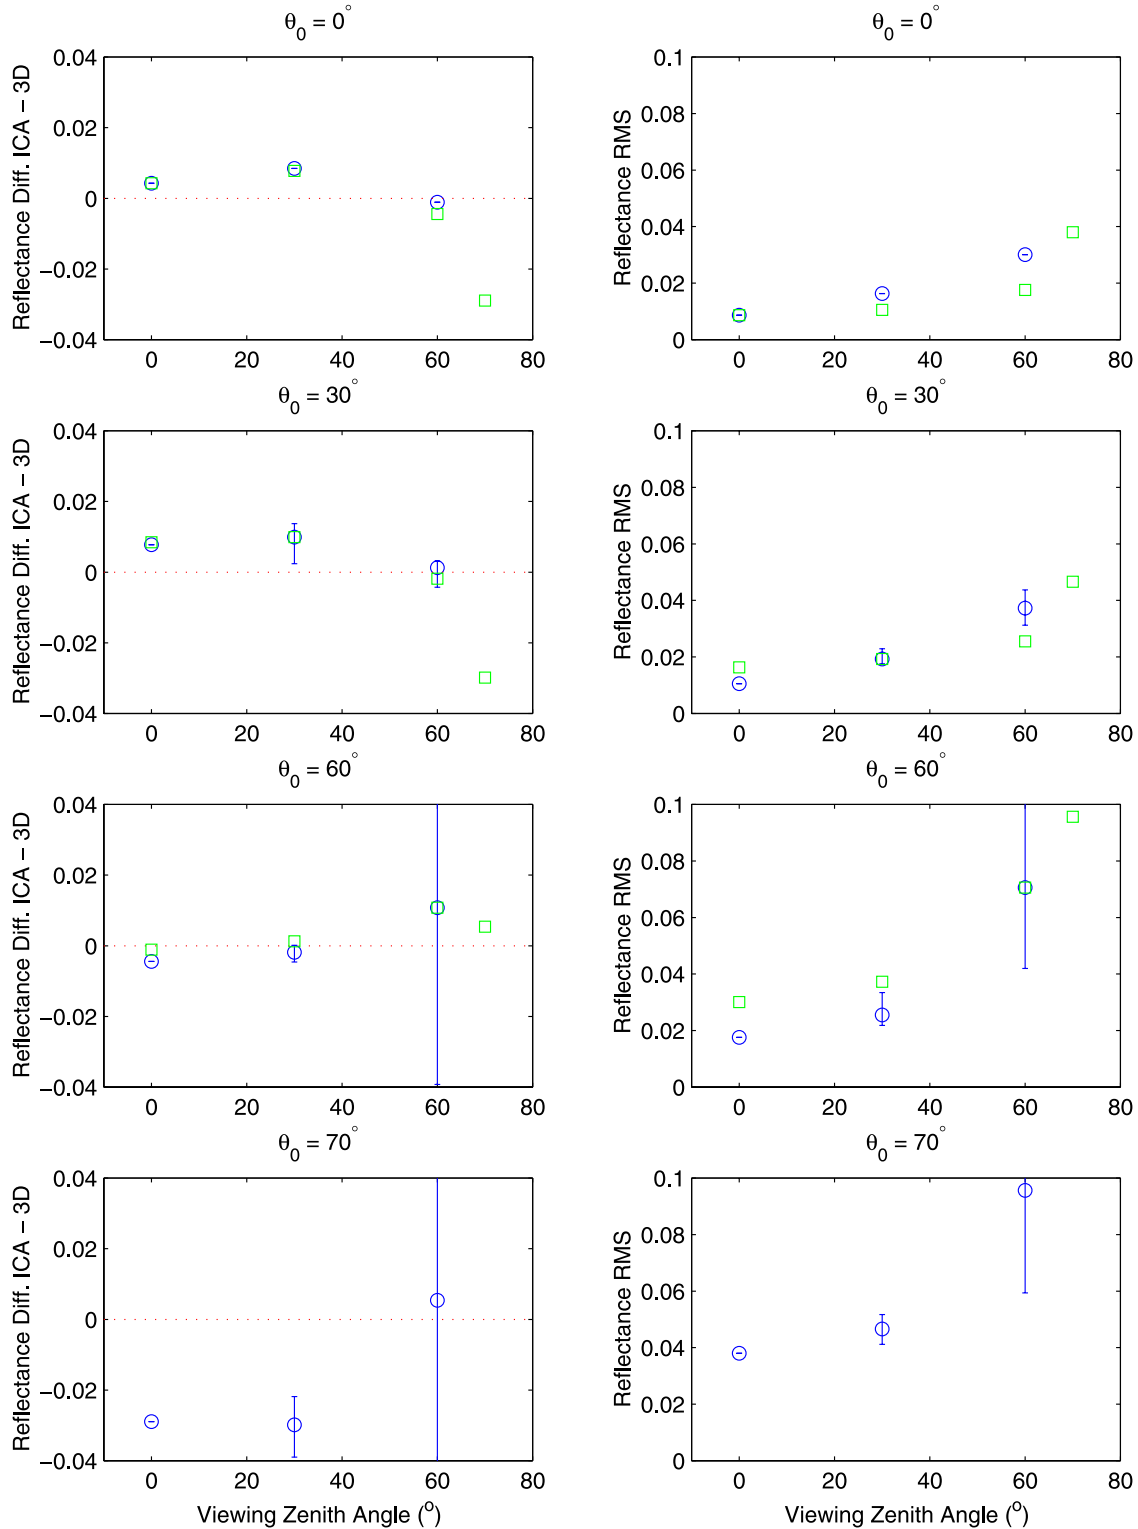 θ0 = 0°
θ0 = 0°
0.04
0.02
0
−0.02
−0.04
Reflectance Diff. ICA − 3D
0 20 40 60 80
0.1
0.08
0.06
0.04
0.02
0
Reflectance RMS
0 20 40 60 80
θ0 = 30°
θ0 = 30°
0.04
0.02
0
−0.02
−0.04
Reflectance Diff. ICA − 3D
0 20 40 60 80
0.1
0.08
0.06
0.04
0.02
0
Reflectance RMS
0 20 40 60 80
θ0 = 60°
θ0 = 60°
0.04
0.02
0
−0.02
−0.04
Reflectance Diff. ICA − 3D
0 20 40 60 80
0.1
0.08
0.06
0.04
0.02
0
Reflectance RMS
0 20 40 60 80
θ0 = 70°
θ0 = 70°
0.04
0.02
0
−0.02
−0.04
Reflectance Diff. ICA − 3D
0 20 40 60 80
Viewing Zenith Angle (o)
0.1
0.08
0.06
0.04
0.02
0
Reflectance RMS
0 20 40 60 80
Viewing Zenith Angle (o)